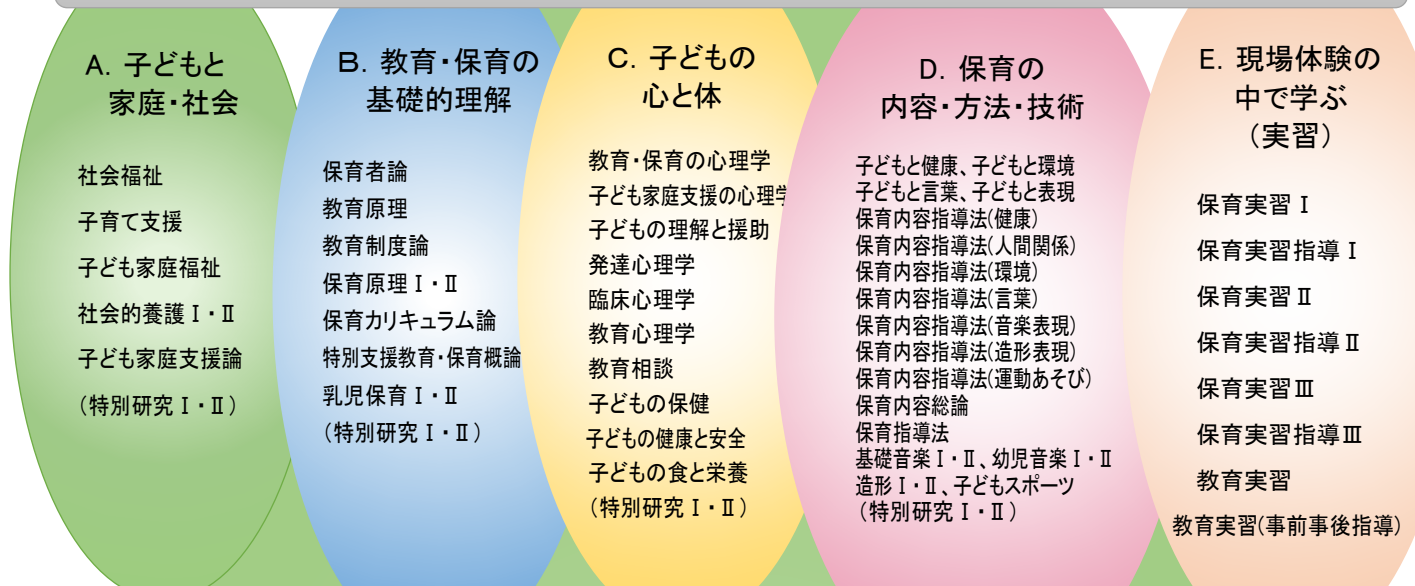 A. 子どもと
家庭・社会
社会福祉
子育て支援
子ども家庭福祉
社会的養護Ⅰ・Ⅱ
子ども家庭支援論
(特別研究Ⅰ・Ⅱ)
B. 教育・保育の
基礎的理解
保育者論
教育原理
教育制度論
保育原理Ⅰ・Ⅱ
保育カリキュラム論
特別支援教育・保育概論
乳児保育Ⅰ・Ⅱ
(特別研究Ⅰ・Ⅱ)
C. 子どもの
心と体
教育・保育の心理学
子ども家庭支援の心理学
子どもの理解と援助
発達心理学
臨床心理学
教育心理学
教育相談
子どもの保健
子どもの健康と安全
子どもの食と栄養
(特別研究Ⅰ・Ⅱ)
D. 保育の
内容・方法・技術
子どもと健康、子どもと環境
子どもと言葉、子どもと表現
保育内容指導法(健康)
保育内容指導法(人間関係)
保育内容指導法(環境)
保育内容指導法(言葉)
保育内容指導法(音楽表現)
保育内容指導法(造形表現)
保育内容指導法(運動あそび)
保育内容総論
保育指導法
基礎音楽Ⅰ・Ⅱ、幼児音楽Ⅰ・Ⅱ
造形Ⅰ・Ⅱ、子どもスポーツ
(特別研究Ⅰ・Ⅱ)
E. 現場体験の
中で学ぶ
(実習)
保育実習Ⅰ
保育実習指導Ⅰ
保育実習Ⅱ
保育実習指導Ⅱ
保育実習Ⅲ
保育実習指導Ⅲ
教育実習
教育実習(事前事後指導)